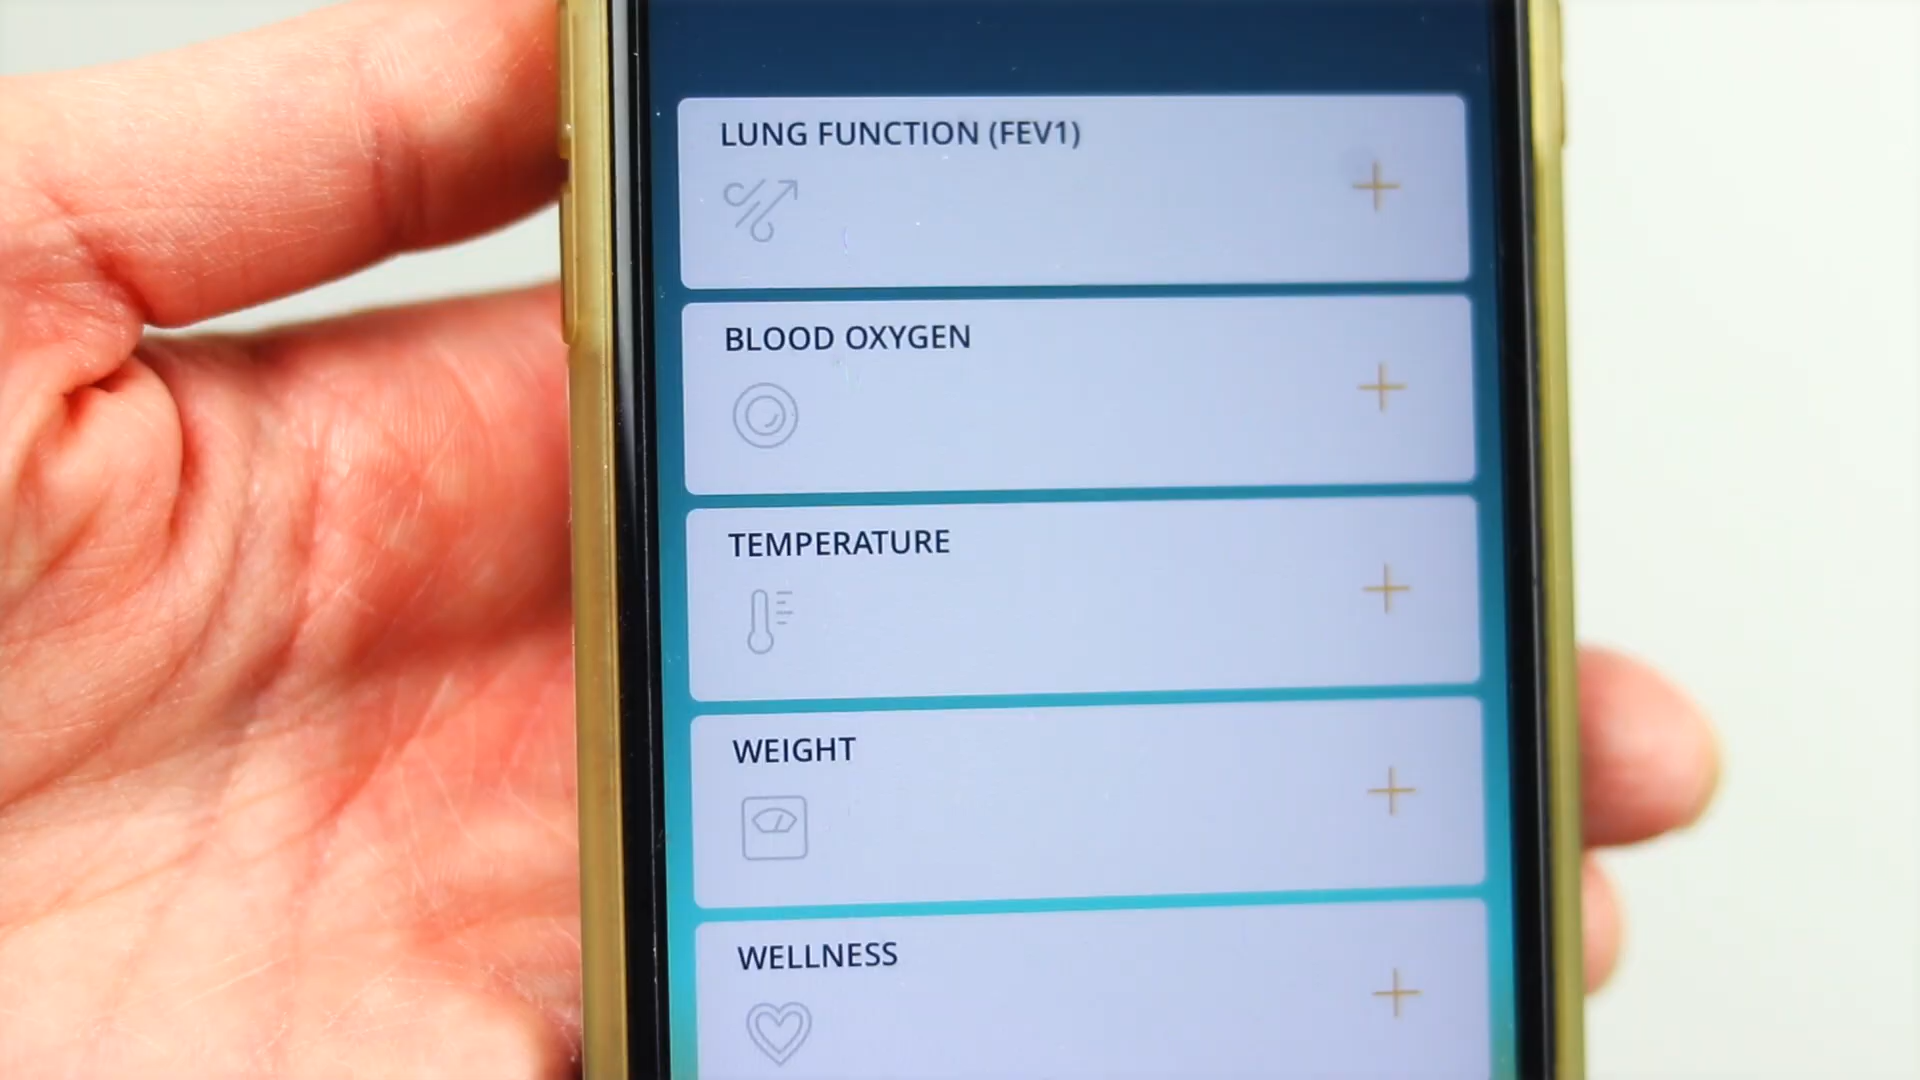 LUNG FUNCTION (FEV1)
BLOOD OXYGEN
TEMPERATURE
WEIGHT
WELLNESS